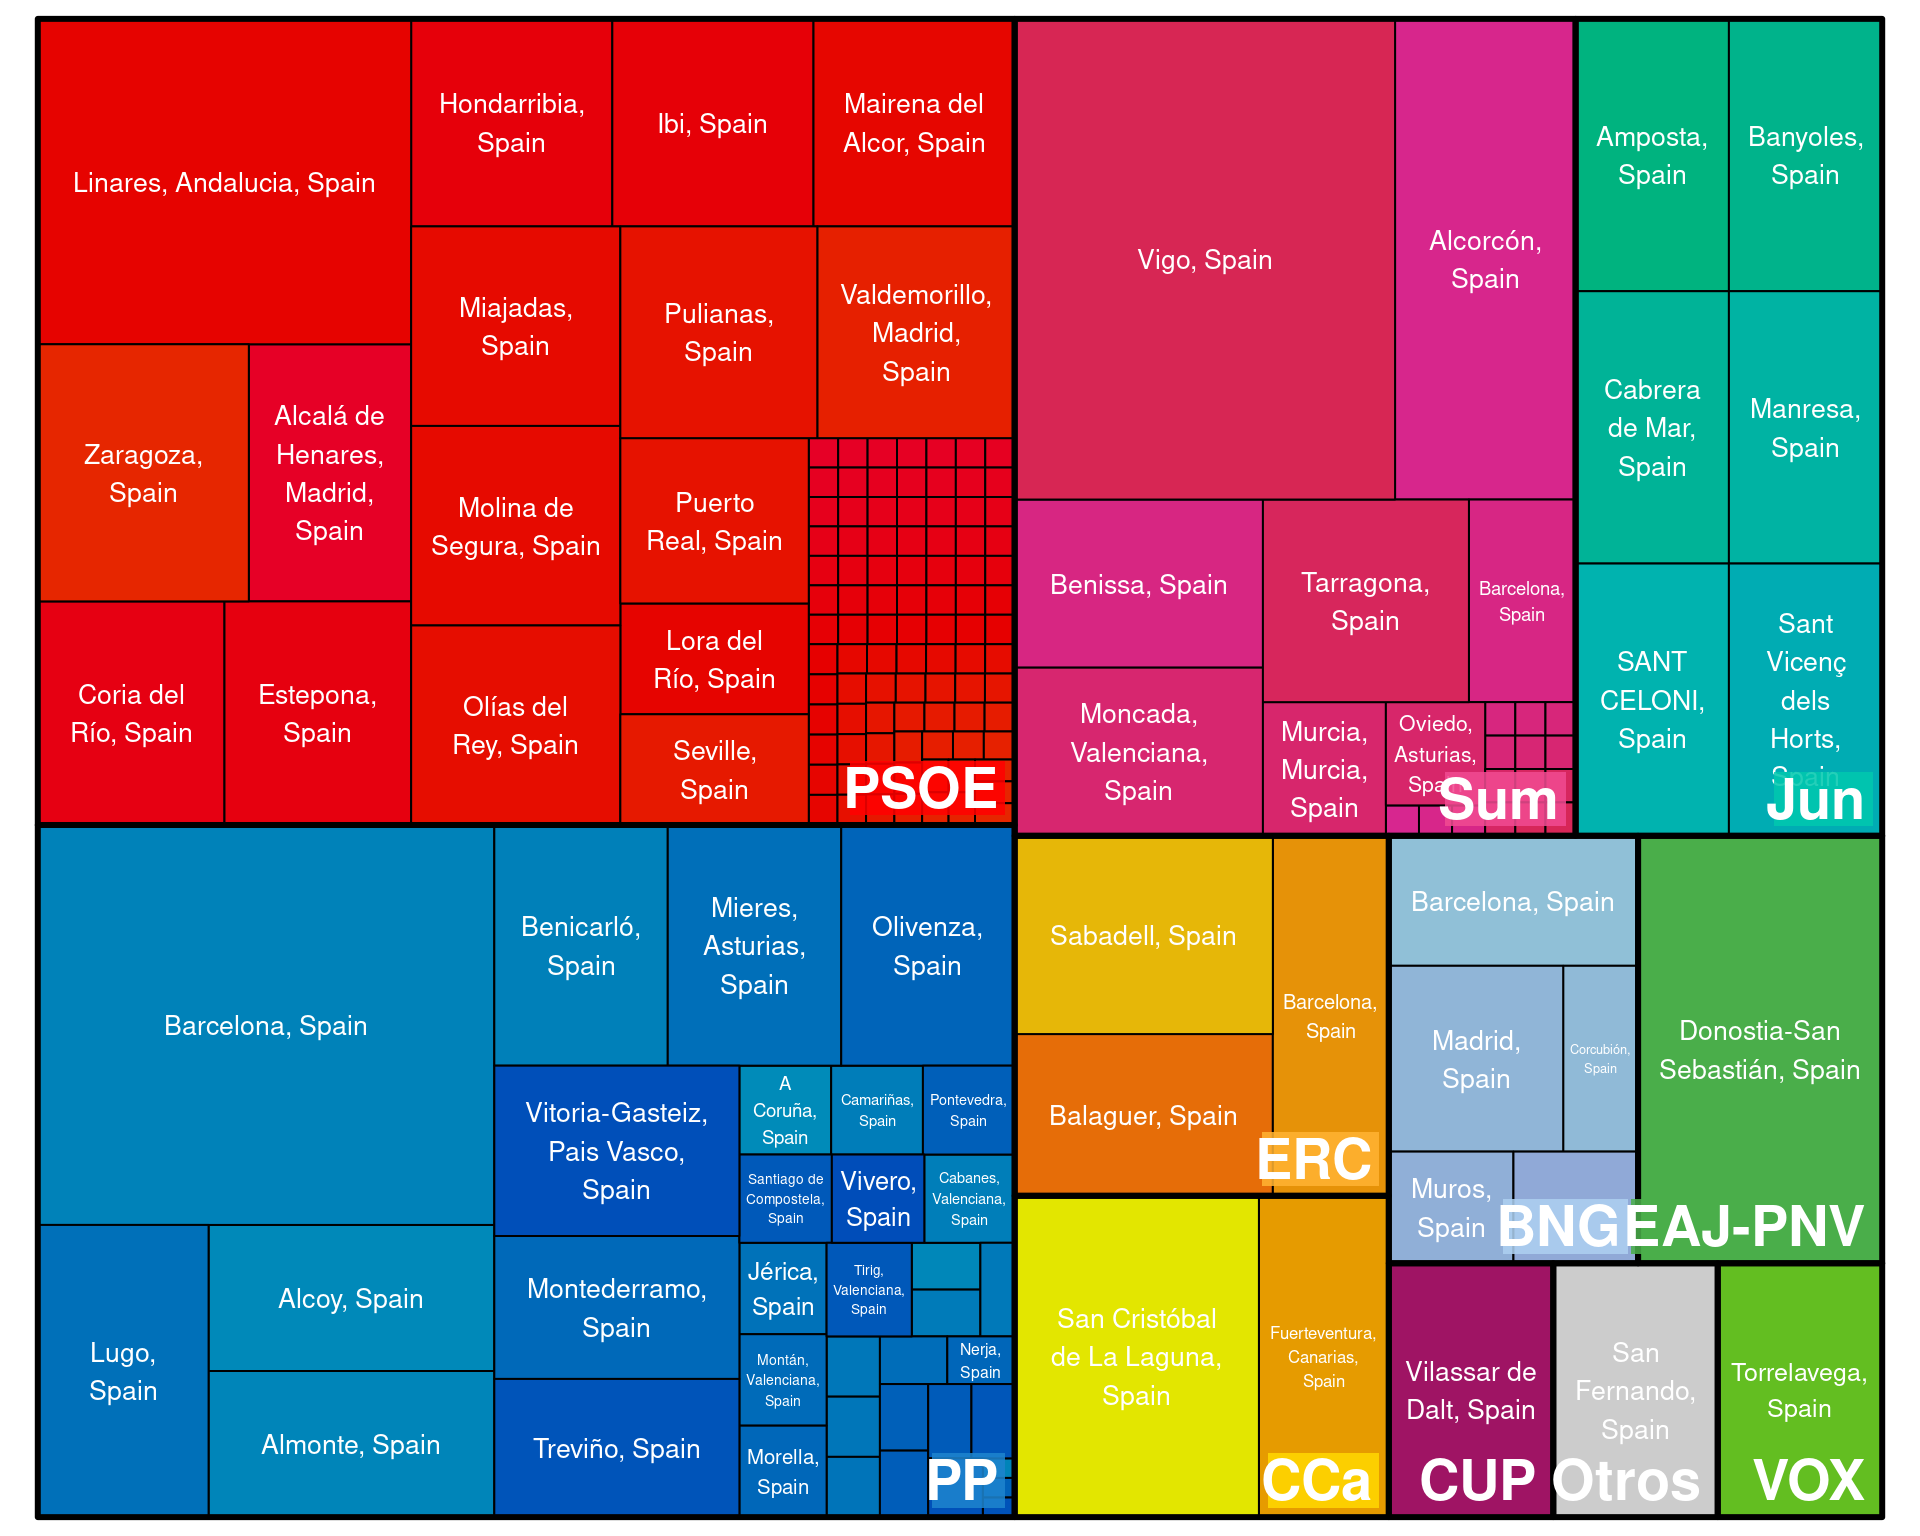 Linares, Andalucia, Spain
Hondarribia,
Spain
Ibi, Spain
Mairena del
Alcor, Spain
Miajadas,
Spain
Pulianas,
Spain
Valdemorillo,
Madrid,
Spain
Zaragoza,
Spain
Alcalá de
Henares,
Madrid,
Spain
Molina de
Segura, Spain
Puerto
Real, Spain
Coria del
Río, Spain
Estepona,
Spain
Olías del
Rey, Spain
Lora del
Río, Spain
Seville,
Spain
PSOE
Vigo, Spain
Alcorcón,
Spain
Benissa, Spain
Tarragona,
Spain
Barcelona,
Spain
Moncada,
Valenciana,
Spain
Murcia,
Murcia,
Spain
Oviedo,
Asturias,
Spain
Sum
Amposta,
Spain
Banyoles,
Spain
Cabrera
de Mar,
Spain
Manresa,
Spain
SANT
CELONI,
Spain
Sant
Vicenç
dels
Horts,
Spain
Jun
Barcelona, Spain
Benicarló,
Spain
Mieres,
Asturias,
Spain
Olivenza,
Spain
Vitoria-Gasteiz,
Pais Vasco,
Spain
A
Coruña,
Spain
Camariñas,
Spain
Pontevedra,
Spain
Santiago de
Compostela,
Spain
Vivero,
Spain
Cabanes,
Valenciana,
Spain
Lugo,
Spain
Alcoy, Spain
Almonte, Spain
Montederramo,
Spain
Treviño, Spain
Jérica,
Spain
Tirig,
Valenciana,
Spain
Montán,
Valenciana,
Spain
Nerja,
Spain
Morella,
Spain
PP
Sabadell, Spain
Barcelona,
Spain
Balaguer, Spain
ERC
San Cristóbal
de La Laguna,
Spain
Fuerteventura,
Canarias,
Spain
CCa
Barcelona, Spain
Madrid,
Spain
Corcubión,
Spain
Muros,
Spain
BNG
Donostia-San
Sebastián, Spain
EAJ-PNV
Vilassar de
Dalt, Spain
CUP
San
Fernando,
Spain
Otros
Torrelavega,
Spain
VOX